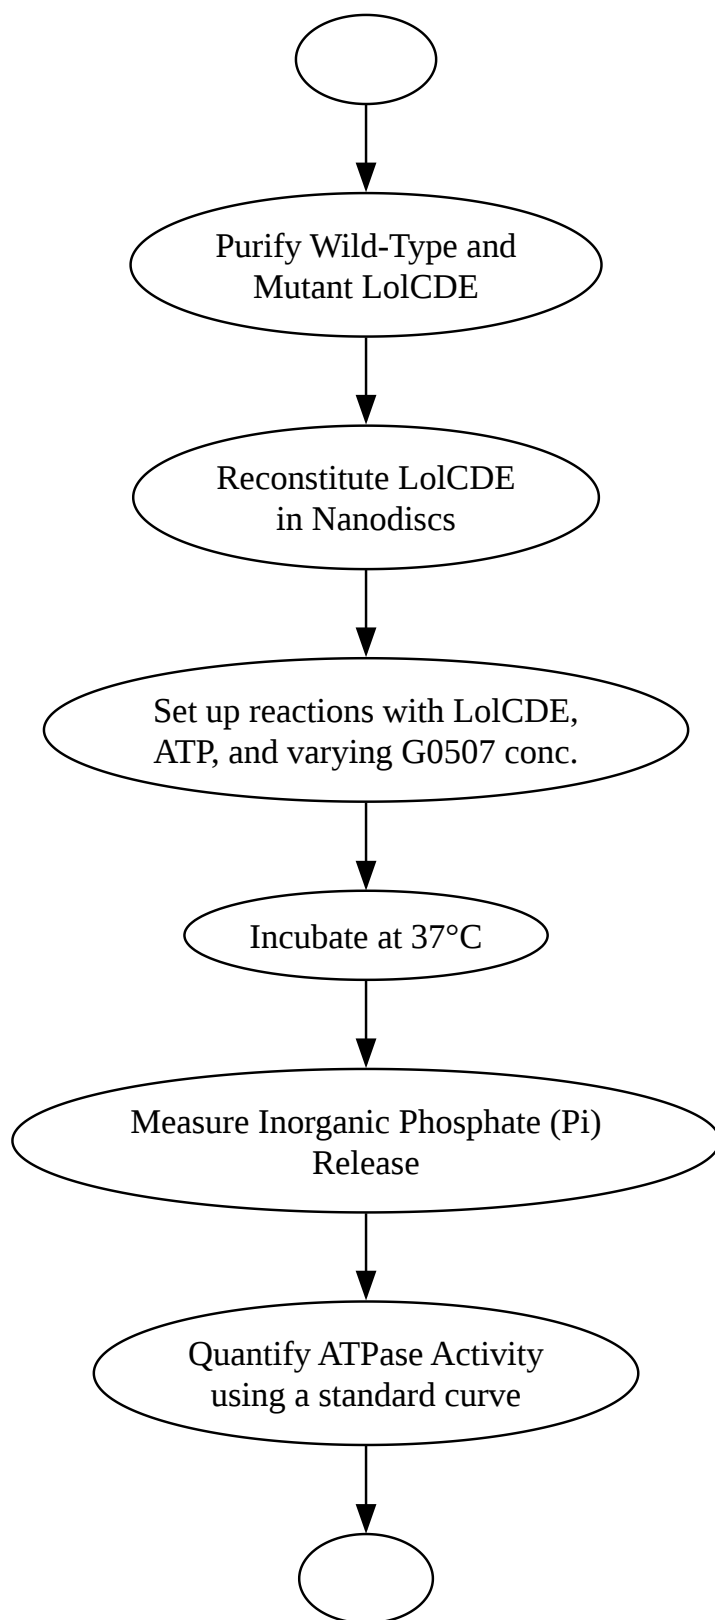 Purify Wild-Type and
Mutant LolCDE
Reconstitute LolCDE
in Nanodiscs
Set up reactions with LolCDE,
ATP, and varying G0507 conc.
Incubate at 37°C
Measure Inorganic Phosphate (Pi)
Release
Quantify ATPase Activity
using a standard curve